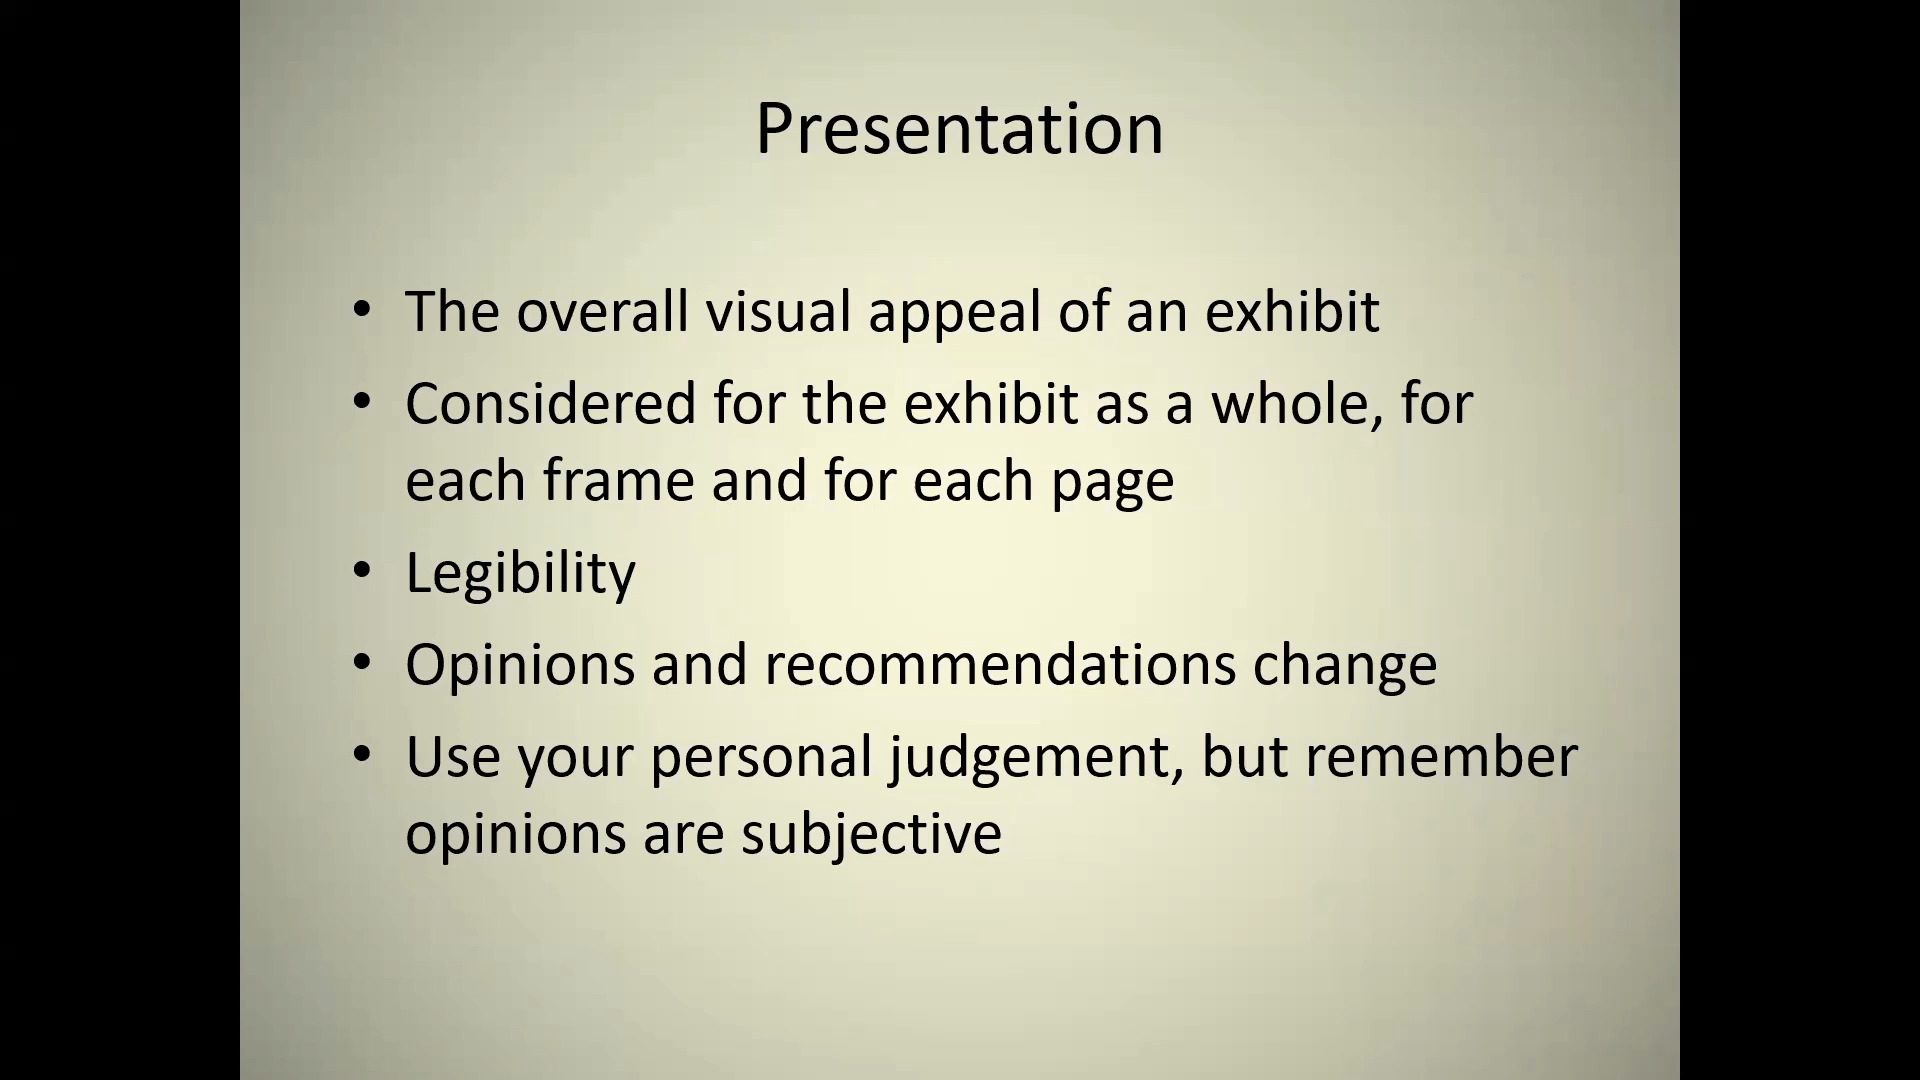 Presentation
• The overall visual appeal of an exhibit
• Considered for the exhibit as a whole, for
each frame and for each page
• Legibility
• Opinions and recommendations change
• Use your personal judgement, but remember
opinions are subjective